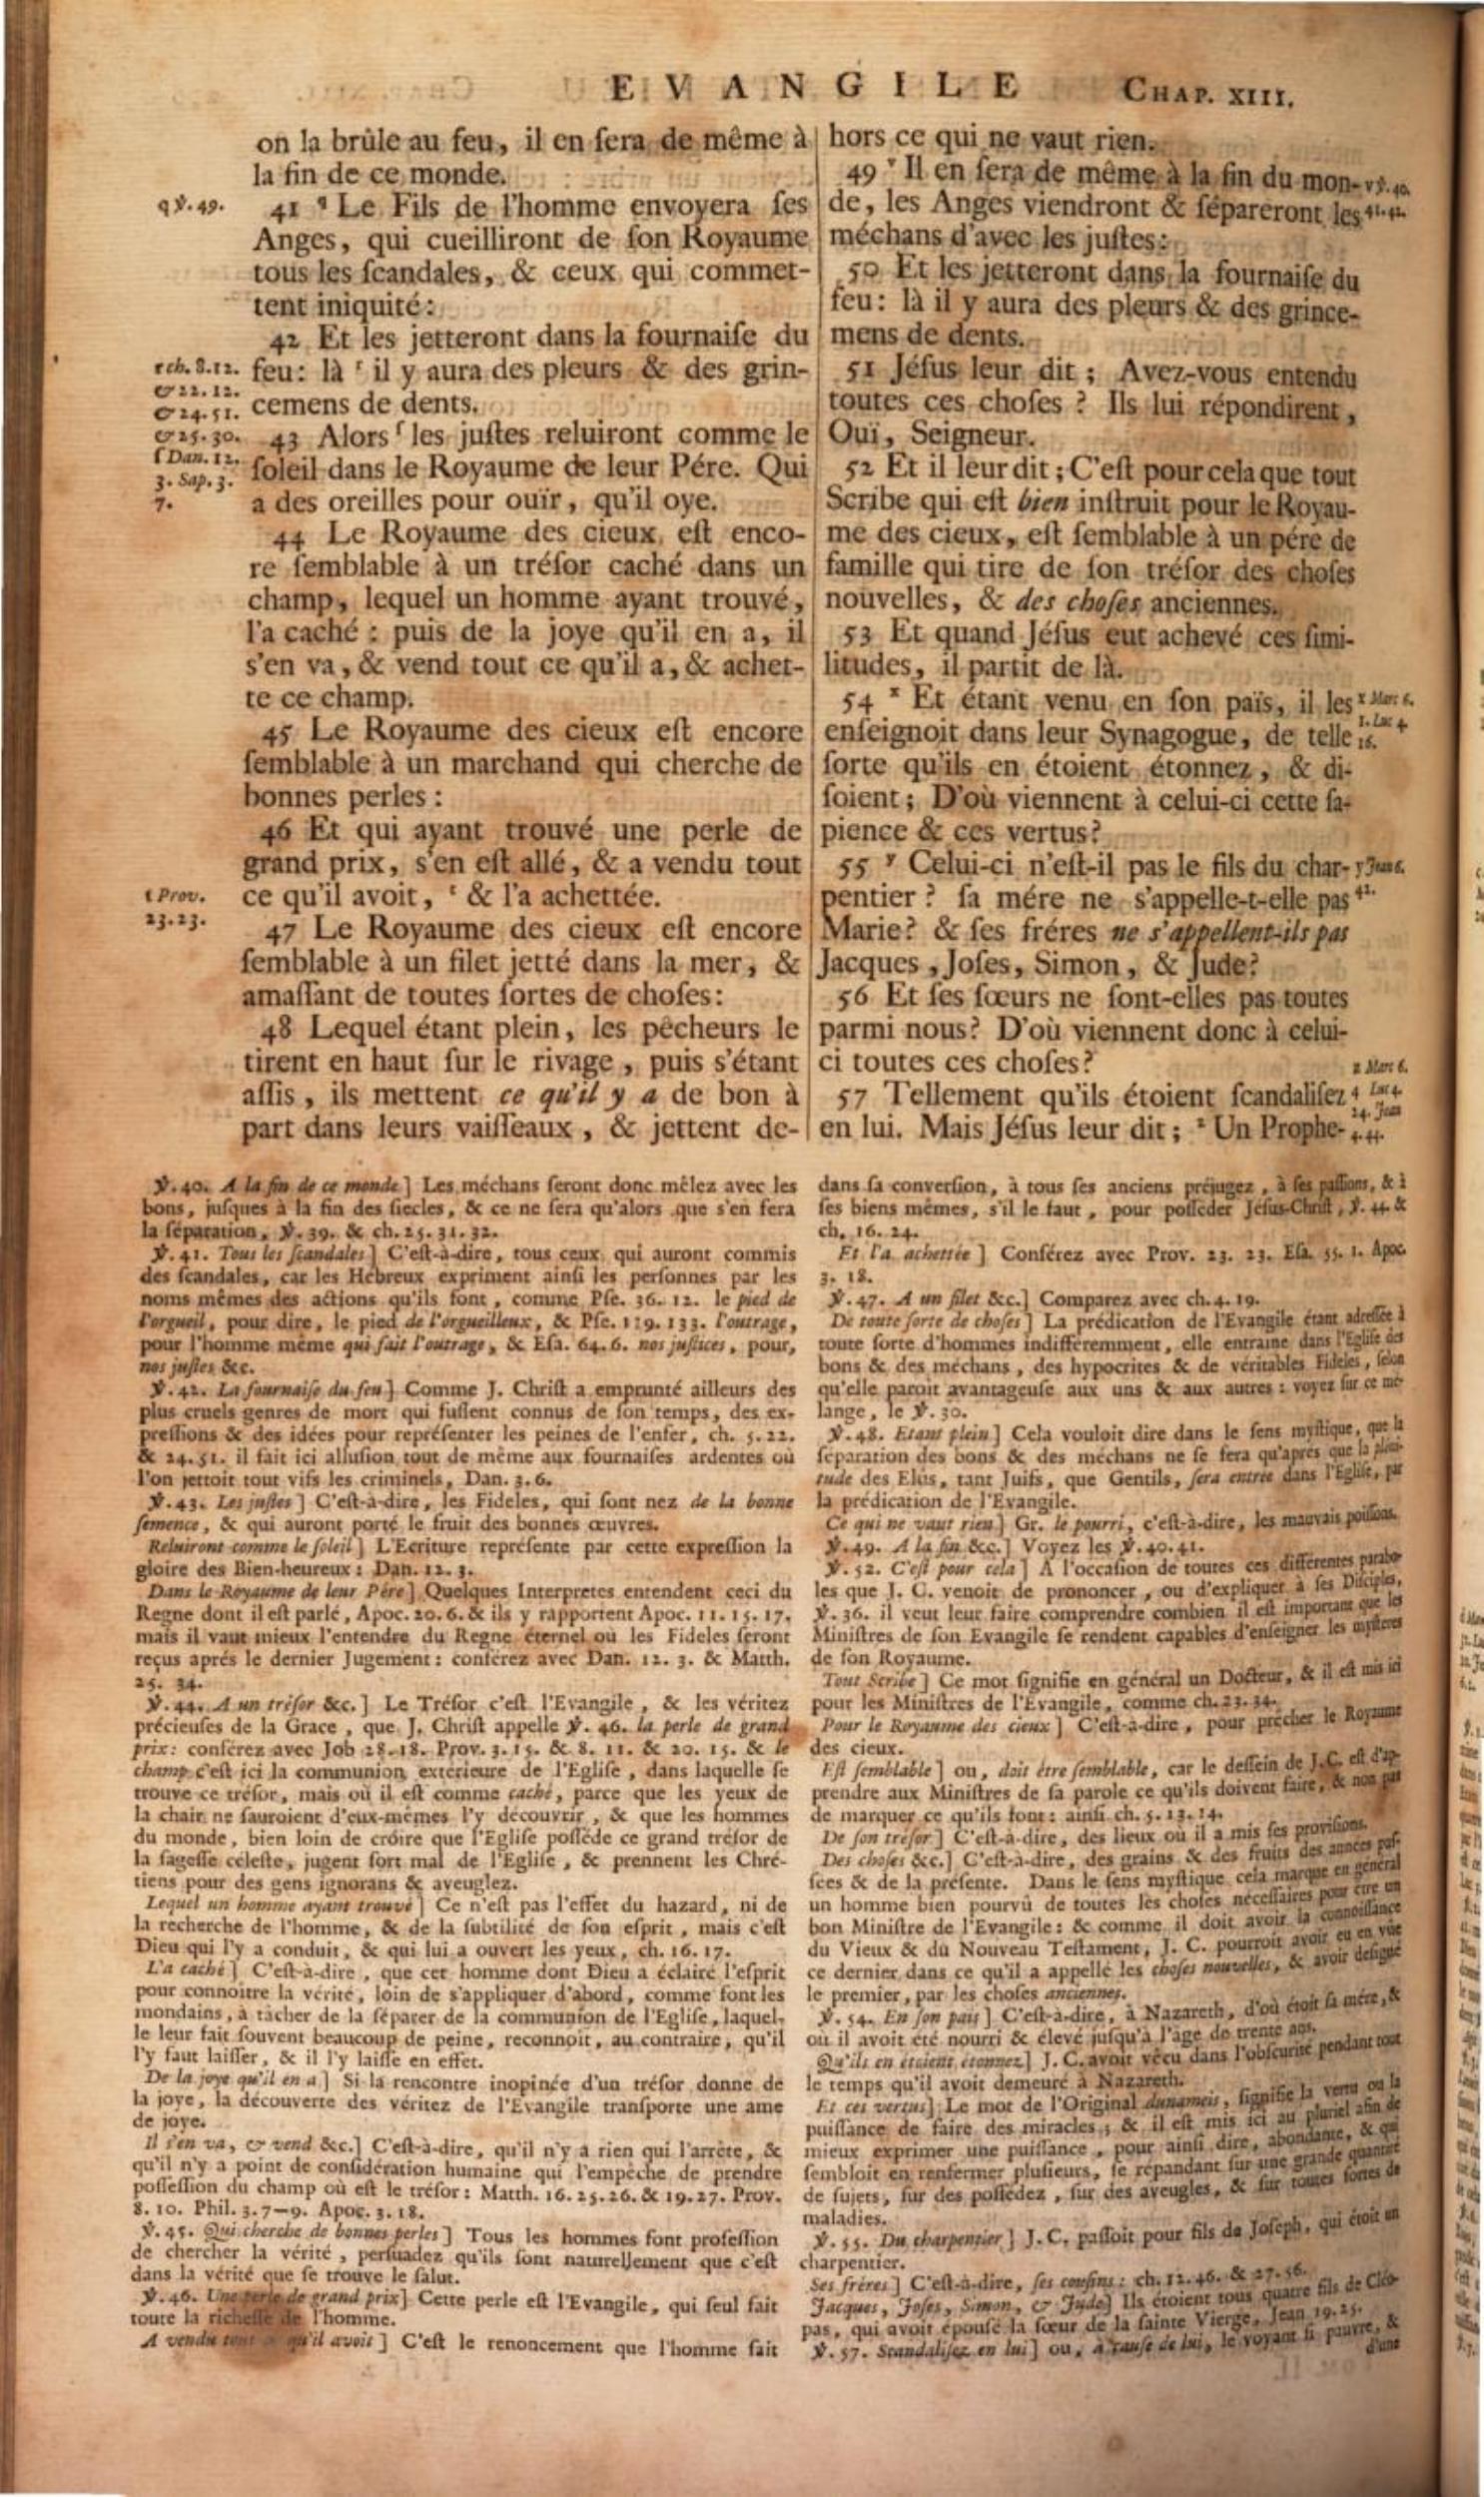 EVANGILE CHAP. XIII.
on la brûle au feu, il en ſera de même à
la fin de ce monde.
q ℣. 49.
41 q Le Fils de l'homme envoyera ſes
Anges, qui cueilliront de ſon Royaume
tous les ſcandales, & ceux qui commet-
tent iniquité:
42 Et les jetteront dans la fournaiſe du
r ch. 8.12.
& 22. 12.
& 24. 51.
& 25. 30.
feu: là r il y aura des pleurs & des grin-
cemens de dents.
43 Alors ſ les juſtes reluiront comme le
ſ Dan. 12.
3. Sap. 3.
7.
ſoleil dans le Royaume de leur Pére. Qui
a des oreilles pour ouïr, qu'il oye.
44 Le Royaume des cieux eſt enco-
re ſemblable à un tréſor caché dans un
champ, lequel un homme ayant trouvé,
l'a caché : puis de la joye qu'il en a, il
s'en va, & vend tout ce qu'il a, & achet-
te ce champ.
45 Le Royaume des cieux eſt encore
ſemblable à un marchand qui cherche de
bonnes perles :
46 Et qui ayant trouvé une perle de
grand prix, s'en eſt allé, & a vendu tout
t Prov.
23.23.
ce qu'il avoit, t & l'a achettée.
47 Le Royaume des cieux eſt encore
ſemblable à un filet jetté dans la mer, &
amaſſant de toutes ſortes de choſes:
48 Lequel étant plein, les pêcheurs le
tirent en haut ſur le rivage, puis s'étant
aſſis, ils mettent ce qu'il y a de bon à
part dans leurs vaiſſeaux, & jettent de-
hors ce qui ne vaut rien.
49 v Il en ſera de même à la fin du mon-
v ℣. 40.
41. 42.
de, les Anges viendront & ſépareront les
méchans d'avec les juſtes:
50 Et les jetteront dans la fournaiſe du
feu: là il y aura des pleurs & des grince-
mens de dents.
51 Jéſus leur dit ; Avez-vous entendu
toutes ces choſes ? Ils lui répondirent,
Ouï, Seigneur.
52 Et il leur dit ; C'eſt pour cela que tout
Scribe qui eſt bien inſtruit pour le Royau-
me des cieux, eſt ſemblable à un pére de
famille qui tire de ſon tréſor des choſes
nouvelles, & des choſes anciennes.
53 Et quand Jéſus eut achevé ces ſimi-
litudes, il partit de là.
54 x Et étant venu en ſon païs, il les
x Marc 6.
1. Luc 4.
16.
enſeignoit dans leur Synagogue, de telle
ſorte qu'ils en étoient étonnez, & di-
ſoient ; D'où viennent à celui-ci cette ſa-
pience & ces vertus?
55 y Celui-ci n'eſt-il pas le fils du char-
y Jean 6.
42.
pentier ? ſa mére ne s'appelle-t-elle pas
Marie? & ſes fréres ne s'appellent-ils pas
Jacques, Joſes, Simon, & Jude?
56 Et ſes ſœurs ne ſont-elles pas toutes
parmi nous? D'où viennent donc à celui-
ci toutes ces choſes?
57 Tellement qu'ils étoient ſcandaliſez
z Marc 6.
4 Luc 4.
24. Jean
4. 44.
en lui. Mais Jéſus leur dit ; z Un Prophe-
℣. 40. A la fin de ce monde] Les méchans ſeront donc mêlez avec les
bons, juſques à la fin des ſiecles, & ce ne ſera qu'alors que s'en fera
la ſéparation, ℣. 39. & ch. 25. 31. 32.
℣. 41. Tous les ſcandales] C'eſt-à-dire, tous ceux qui auront commis
des ſcandales, car les Hébreux expriment ainſi les perſonnes par les
noms mêmes des actions qu'ils font, comme Pſe. 36. 12. le pied de
l'orgueil, pour dire, le pied de l'orgueilleux, & Pſe. 119. 133. l'outrage,
pour l'homme même qui fait l'outrage, & Eſa. 64. 6. nos juſtices, pour,
nos juſtes &c.
℣. 42. La fournaiſe du feu] Comme J. Chriſt a emprunté ailleurs des
plus cruels genres de mort qui fuſſent connus de ſon temps, des ex-
preſſions & des idées pour repréſenter les peines de l'enfer, ch. 5. 22.
& 24. 51. il fait ici alluſion tout de même aux fournaiſes ardentes où
l'on jettoit tout vifs les criminels, Dan. 3. 6.
℣. 43. Les juſtes] C'eſt-à-dire, les Fideles, qui ſont nez de la bonne
ſemence, & qui auront porté le fruit des bonnes œuvres.
Reluiront comme le ſoleil] L'Ecriture repréſente par cette expreſſion la
gloire des Bien-heureux : Dan. 12. 3.
Dans le Royaume de leur Pére] Quelques Interpretes entendent ceci du
Regne dont il eſt parlé, Apoc. 20. 6. & ils y rapportent Apoc. 11. 15. 17.
mais il vaut mieux l'entendre du Regne éternel où les Fideles ſeront
reçus aprés le dernier Jugement : conférez avec Dan. 12. 3. & Matth.
25. 34.
℣. 44. A un tréſor &c.] Le Tréſor c'eſt l'Evangile, & les véritez
précieuſes de la Grace, que J. Chriſt appelle ℣. 46. la perle de grand
prix: conférez avec Job 28. 18. Prov. 3. 15. & 8. 11. & 20. 15. & le
champ c'eſt ici la communion extérieure de l'Egliſe, dans laquelle ſe
trouve ce tréſor, mais où il eſt comme caché, parce que les yeux de
la chair ne ſauroient d'eux-mêmes l'y découvrir, & que les hommes
du monde, bien loin de croire que l'Egliſe poſſéde ce grand tréſor de
la ſageſſe céleſte, jugent fort mal de l'Egliſe, & prennent les Chré-
tiens pour des gens ignorans & aveuglez.
Lequel un homme ayant trouvé] Ce n'eſt pas l'effet du hazard, ni de
la recherche de l'homme, & de la ſubtilité de ſon eſprit, mais c'eſt
Dieu qui l'y a conduit, & qui lui a ouvert les yeux, ch. 16. 17.
L'a caché] C'eſt-à-dire, que cet homme dont Dieu a éclairé l'eſprit
pour connoître la vérité, loin de s'appliquer d'abord, comme font les
mondains, à tâcher de la ſéparer de la communion de l'Egliſe, laquel-
le leur fait ſouvent beaucoup de peine, reconnoit, au contraire, qu'il
l'y faut laiſſer, & il l'y laiſſe en effet.
De la joye qu'il en a] Si la rencontre inopinée d'un tréſor donne de
la joye, la découverte des véritez de l'Evangile tranſporte une ame
de joye.
Il s'en va, & vend &c.] C'eſt-à-dire, qu'il n'y a rien qui l'arrête, &
qu'il n'y a point de conſidération humaine qui l'empêche de prendre
poſſeſſion du champ où eſt le tréſor : Matth. 16. 25. 26. & 19. 27. Prov.
8. 10. Phil. 3. 7-9. Apoc. 3. 18.
℣. 45. Qui cherche de bonnes perles] Tous les hommes font profeſſion
de chercher la vérité, perſuadez qu'ils ſont naturellement que c'eſt
dans la vérité que ſe trouve le ſalut.
℣. 46. Une perle de grand prix] Cette perle eſt l'Evangile, qui ſeul fait
toute la richeſſe de l'homme.
A vendu tout ce qu'il avoit] C'eſt le renoncement que l'homme fait
dans ſa converſion, à tous ſes anciens préjugez, à ſes paſſions, & à
ſes biens mêmes, s'il le faut, pour poſſéder Jéſus-Chriſt, ℣. 44. &
ch. 16. 24.
Et l'a achettée] Conférez avec Prov. 23. 23. Eſa. 55. 1. Apoc.
3. 18.
℣. 47. A un filet &c.] Comparez avec ch. 4. 19.
De toute ſorte de choſes] La prédication de l'Evangile étant adreſſée à
toute ſorte d'hommes indifféremment, elle entraine dans l'Egliſe des
bons & des méchans, des hypocrites & de véritables Fideles, ſelon
qu'elle paroit avantageuſe aux uns & aux autres : voyez ſur ce mê-
lange, le ℣. 30.
℣. 48. Etant plein] Cela vouloit dire dans le ſens myſtique, que la
ſéparation des bons & des méchans ne ſe fera qu'aprés que la pléni-
tude des Elûs, tant Juifs, que Gentils, ſera entrée dans l'Egliſe, par
la prédication de l'Evangile.
Ce qui ne vaut rien] Gr. le pourri, c'eſt-à-dire, les mauvais poiſſons.
℣. 49. A la fin &c.] Voyez les ℣. 40. 41.
℣. 52. C'eſt pour cela] A l'occaſion de toutes ces différentes parabo-
les que J. C. venoit de prononcer, ou d'expliquer à ſes Diſciples,
℣. 36. il veut leur faire comprendre combien il eſt important que les
Miniſtres de ſon Evangile ſe rendent capables d'enſeigner les myſteres
de ſon Royaume.
Tout Scribe] Ce mot ſignifie en général un Docteur, & il eſt mis ici
pour les Miniſtres de l'Evangile, comme ch. 23. 34.
Pour le Royaume des cieux] C'eſt-à-dire, pour prêcher le Royaume
des cieux.
Eſt ſemblable] ou, doit être ſemblable, car le deſſein de J. C. eſt d'ap-
prendre aux Miniſtres de ſa parole ce qu'ils doivent faire, & non pas
de marquer ce qu'ils font : ainſi ch. 5. 13. 14.
De ſon tréſor] C'eſt-à-dire, des lieux où il a mis ſes proviſions.
Des choſes &c.] C'eſt-à-dire, des grains & des fruits des années paſ-
ſées & de la préſente. Dans le ſens myſtique cela marque en général
un homme bien pourvû de toutes les choſes néceſſaires pour être un
bon Miniſtre de l'Evangile : & comme il doit avoir la connoiſſance
du Vieux & du Nouveau Teſtament, J. C. pourroit avoir eu en vûë
ce dernier dans ce qu'il a appellé les choſes nouvelles, & avoir déſigné
le premier, par les choſes anciennes.
℣. 54. En ſon païs] C'eſt-à-dire, à Nazareth, d'où étoit ſa mére, &
où il avoit été nourri & élevé juſqu'à l'âge de trente ans.
Qu'ils en étoient étonnez] J. C. avoit vécu dans l'obſcurité pendant tout
le temps qu'il avoit demeuré à Nazareth.
Et ces vertus] Le mot de l'Original dunameis, ſignifie la vertu ou la
puiſſance de faire des miracles ; & il eſt mis ici au pluriel afin de
mieux exprimer une puiſſance, pour ainſi dire, abondante, & qui
ſembloit en renfermer pluſieurs, ſe répandant ſur une grande quantité
de ſujets, ſur des poſſédez, ſur des aveugles, & ſur toutes ſortes de
maladies.
℣. 55. Du charpentier] J. C. paſſoit pour fils de Joſeph, qui étoit un
charpentier.
Ses fréres] C'eſt-à-dire, ſes couſins : ch. 12. 46. & 27. 56.
Jacques, Joſes, Simon, & Jude] Ils étoient tous quatre fils de Cléo-
pas, qui avoit épouſé la ſœur de la ſainte Vierge, Jean 19. 25.
℣. 57. Scandaliſez en lui] ou, à cauſe de lui, le voyant ſi pauvre, &
d'une